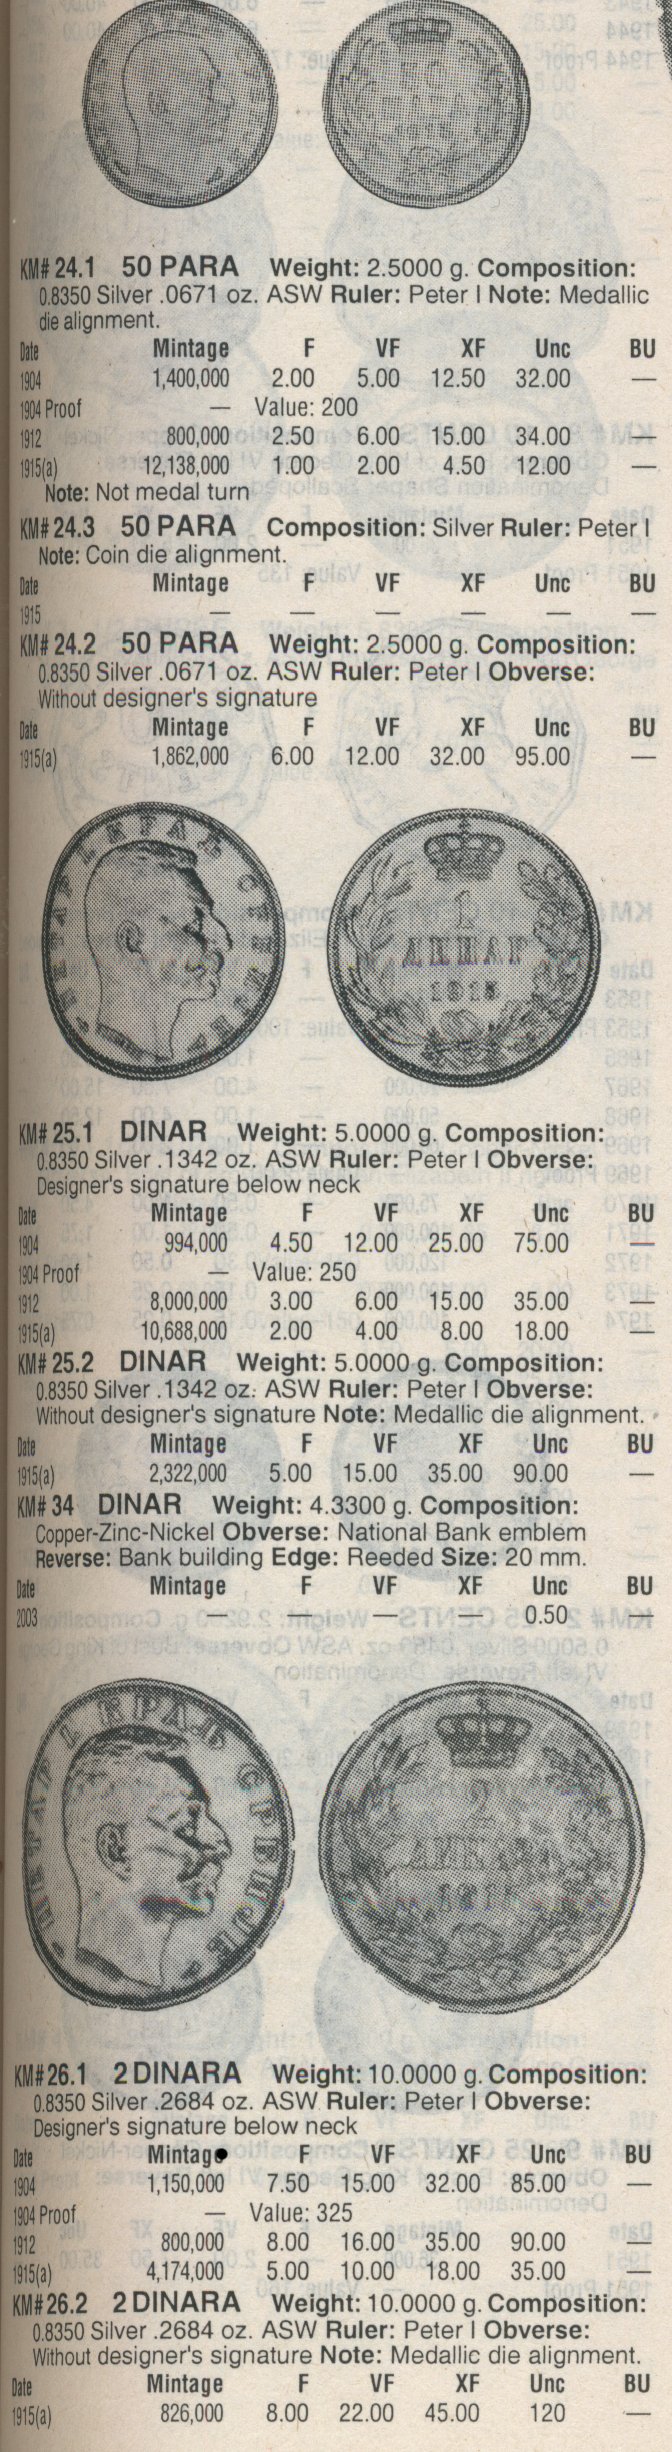 KM# 24.1 50 PARA Weight: 2.5000 g. Composition:
0.8350 Silver .0671 oz. ASW Ruler: Peter I Note: Medallic
die alignment.
Date Mintage F VF XF Unc BU
1904 1,400,000 2.00 5.00 12.50 32.00 —
1904 Proof — Value: 200
1912 800,000 2.50 6.00 15.00 34.00 —
1915(a) 12,138,000 1.00 2.00 4.50 12.00 —
Note: Not medal turn
KM# 24.3 50 PARA Composition: Silver Ruler: Peter I
Note: Coin die alignment.
Date Mintage F VF XF Unc BU
1915 — — — — — —
KM# 24.2 50 PARA Weight: 2.5000 g. Composition:
0.8350 Silver .0671 oz. ASW Ruler: Peter I Obverse:
Without designer's signature
Date Mintage F VF XF Unc BU
1915(a) 1,862,000 6.00 12.00 32.00 95.00 —
1
ДИНАР
1915
KM# 25.1 DINAR Weight: 5.0000 g. Composition:
0.8350 Silver .1342 oz. ASW Ruler: Peter I Obverse:
Designer's signature below neck
Date Mintage F VF XF Unc BU
1904 994,000 4.50 12.00 25.00 75.00 —
1904 Proof — Value: 250
1912 8,000,000 3.00 6.00 15.00 35.00 —
1915(a) 10,688,000 2.00 4.00 8.00 18.00 —
KM# 25.2 DINAR Weight: 5.0000 g. Composition:
0.8350 Silver .1342 oz. ASW Ruler: Peter I Obverse:
Without designer's signature Note: Medallic die alignment.
Date Mintage F VF XF Unc BU
1915(a) 2,322,000 5.00 15.00 35.00 90.00 —
KM# 34 DINAR Weight: 4.3300 g. Composition:
Copper-Zinc-Nickel Obverse: National Bank emblem
Reverse: Bank building Edge: Reeded Size: 20 mm.
Date Mintage F VF XF Unc BU
2003 — — — — 0.50 —
2
ДИНАРА
KM# 26.1 2 DINARA Weight: 10.0000 g. Composition:
0.8350 Silver .2684 oz. ASW Ruler: Peter I Obverse:
Designer's signature below neck
Date Mintage F VF XF Unc BU
1904 1,150,000 7.50 15.00 32.00 85.00 —
1904 Proof — Value: 325
1912 800,000 8.00 16.00 35.00 90.00 —
1915(a) 4,174,000 5.00 10.00 18.00 35.00 —
KM# 26.2 2 DINARA Weight: 10.0000 g. Composition:
0.8350 Silver .2684 oz. ASW Ruler: Peter I Obverse:
Without designer's signature Note: Medallic die alignment.
Date Mintage F VF XF Unc BU
1915(a) 826,000 8.00 22.00 45.00 120 —